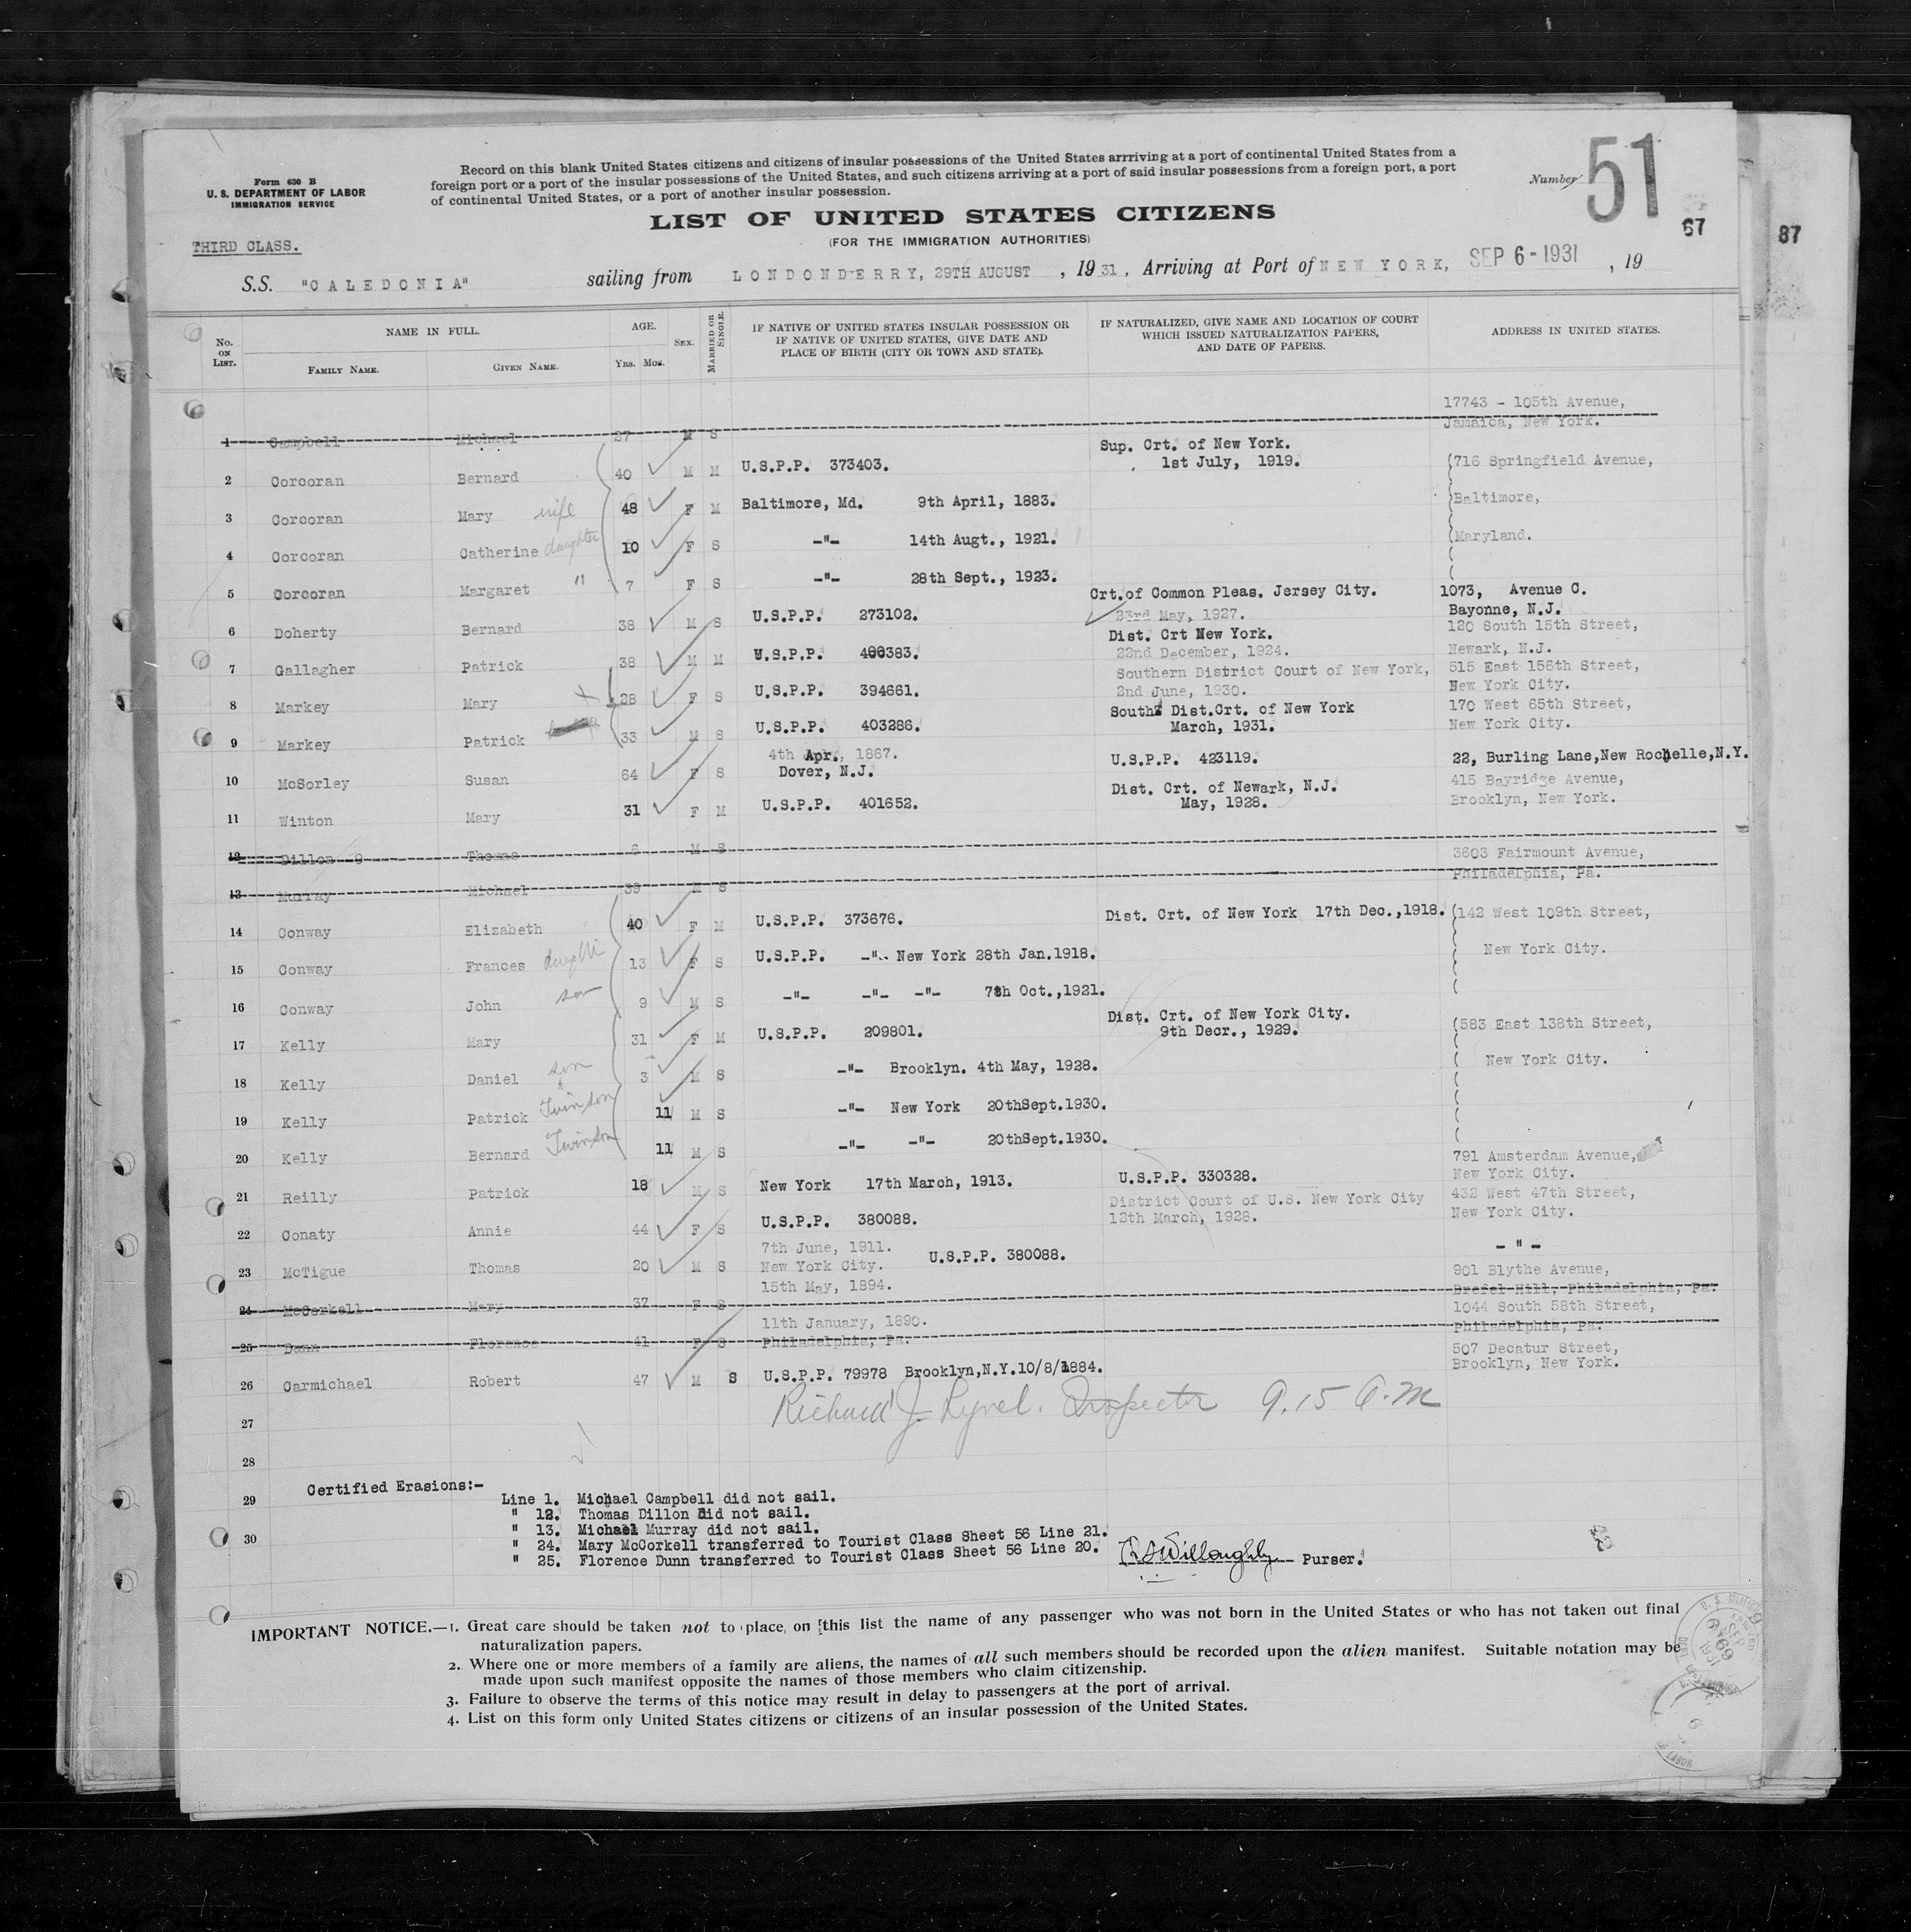 Form 630 B
U. S. DEPARTMENT OF LABOR
IMMIGRATION SERVICE
Record on this blank United States citizens and citizens of insular possessions of the United States arrriving at a port of continental United States from a
foreign port or a port of the insular possessions of the United States, and such citizens arriving at a port of said insular possessions from a foreign port, a port
of continental United States, or a port of another insular possession.
Number 51
67
87
LIST OF UNITED STATES CITIZENS
(FOR THE IMMIGRATION AUTHORITIES)
THIRD CLASS.
S.S. "CALEDONIA" sailing from LONDONDERRY, 29TH AUGUST, 1931, Arriving at Port of NEW YORK, SEP 6 - 1931, 19
No. ON LIST.
NAME IN FULL.
FAMILY NAME.
GIVEN NAME.
AGE.
YRS. MOS.
SEX.
MARRIED OR SINGLE.
IF NATIVE OF UNITED STATES INSULAR POSSESSION OR
IF NATIVE OF UNITED STATES, GIVE DATE AND
PLACE OF BIRTH (CITY OR TOWN AND STATE).
IF NATURALIZED, GIVE NAME AND LOCATION OF COURT
WHICH ISSUED NATURALIZATION PAPERS,
AND DATE OF PAPERS.
ADDRESS IN UNITED STATES.
1 Campbell Michael 27 M S 17743 - 105th Avenue,
Jamaica, New York.
2 Corcoran Bernard 40 M M U.S.P.P. 373403. Sup. Crt. of New York.
1st July, 1919. (716 Springfield Avenue,
3 Corcoran Mary wife 48 F M Baltimore, Md. 9th April, 1883. Baltimore,
4 Corcoran Catherine daughter 10 F S -"- 14th Augt., 1921. Maryland.
5 Corcoran Margaret " 7 F S -"- 28th Sept., 1923.
6 Doherty Bernard 38 M S U.S.P.P. 273102. Crt. of Common Pleas. Jersey City.
23rd May, 1927. 1073, Avenue C.
Bayonne, N.J.
7 Gallagher Patrick 38 M M U.S.P.P. 400383. Dist. Crt New York.
22nd December, 1924. 120 South 15th Street,
Newark, N.J.
8 Markey Mary 28 F S U.S.P.P. 394661. Southern District Court of New York,
2nd June, 1930. 515 East 156th Street,
New York City.
9 Markey Patrick 33 M S U.S.P.P. 403286. South Dist.Crt. of New York
March, 1931. 170 West 65th Street,
New York City.
10 McSorley Susan 64 F S 4th Apr., 1867.
Dover, N.J. U.S.P.P. 423119. 22, Burling Lane,New Rochelle,N.Y.
11 Winton Mary 31 F M U.S.P.P. 401652. Dist. Crt. of Newark, N.J.
May, 1928. 415 Bayridge Avenue,
Brooklyn, New York.
12 Dillon Thomas 6 M S
13 Murray Michael 39 M S 3603 Fairmount Avenue,
Philadelphia, Pa.
14 Conway Elizabeth 40 F M U.S.P.P. 373676. Dist. Crt. of New York 17th Dec.,1918. (142 West 109th Street,
15 Conway Frances daughter 13 F S U.S.P.P. -"- New York 28th Jan.1918. New York City.
16 Conway John son 9 M S -"- -"- -"- 7th Oct.,1921.
17 Kelly Mary 31 F M U.S.P.P. 209801. Dist. Crt. of New York City.
9th Decr., 1929. (583 East 138th Street,
18 Kelly Daniel son 3 M S -"- Brooklyn. 4th May, 1928. New York City.
19 Kelly Patrick Twin son 11 M S -"- New York 20thSept.1930.
20 Kelly Bernard Twin son 11 M S -"- -"- 20thSept.1930.
21 Reilly Patrick 18 M S New York 17th March, 1913. U.S.P.P. 330328. 791 Amsterdam Avenue,
New York City.
22 Conaty Annie 44 F S U.S.P.P. 380088. District Court of U.S. New York City
12th March, 1928. 432 West 47th Street,
New York City.
23 McTigue Thomas 20 M S 7th June, 1911.
New York City. U.S.P.P. 380088. - " -
24 McCorkell Mary 37 F S 15th May, 1894. 901 Blythe Avenue,
Drefel Hill, Philadelphia, Pa.
25 Dunn Florence 41 F S 11th January, 1890.
Philadelphia, Pa. 1044 South 58th Street,
Philadelphia, Pa.
26 Carmichael Robert 47 M S U.S.P.P. 79978 Brooklyn,N.Y.10/8/1884. 507 Decatur Street,
Brooklyn, New York.
27 Richard J. Inspector 9.15 A.M
28
29 Certified Erasions:-
Line 1. Michael Campbell did not sail.
" 12. Thomas Dillon did not sail.
30 " 13. Michael Murray did not sail.
" 24. Mary McCorkell transferred to Tourist Class Sheet 56 Line 21.
" 25. Florence Dunn transferred to Tourist Class Sheet 56 Line 20.
Willoughby Purser.
IMPORTANT NOTICE.—1. Great care should be taken not to place on this list the name of any passenger who was not born in the United States or who has not taken out final
naturalization papers.
2. Where one or more members of a family are aliens, the names of all such members should be recorded upon the alien manifest. Suitable notation may be
made upon such manifest opposite the names of those members who claim citizenship.
3. Failure to observe the terms of this notice may result in delay to passengers at the port of arrival.
4. List on this form only United States citizens or citizens of an insular possession of the United States.